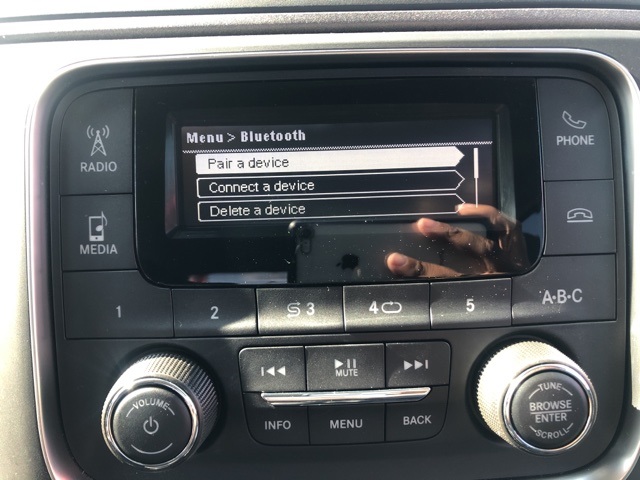 Menu > Bluetooth
Pair a device
Connect a device
Delete a device
RADIO
MEDIA
PHONE
1
2
3
4
5
A•B•C
VOLUME
MUTE
INFO
MENU
BACK
TUNE
BROWSE
ENTER
SCROLL